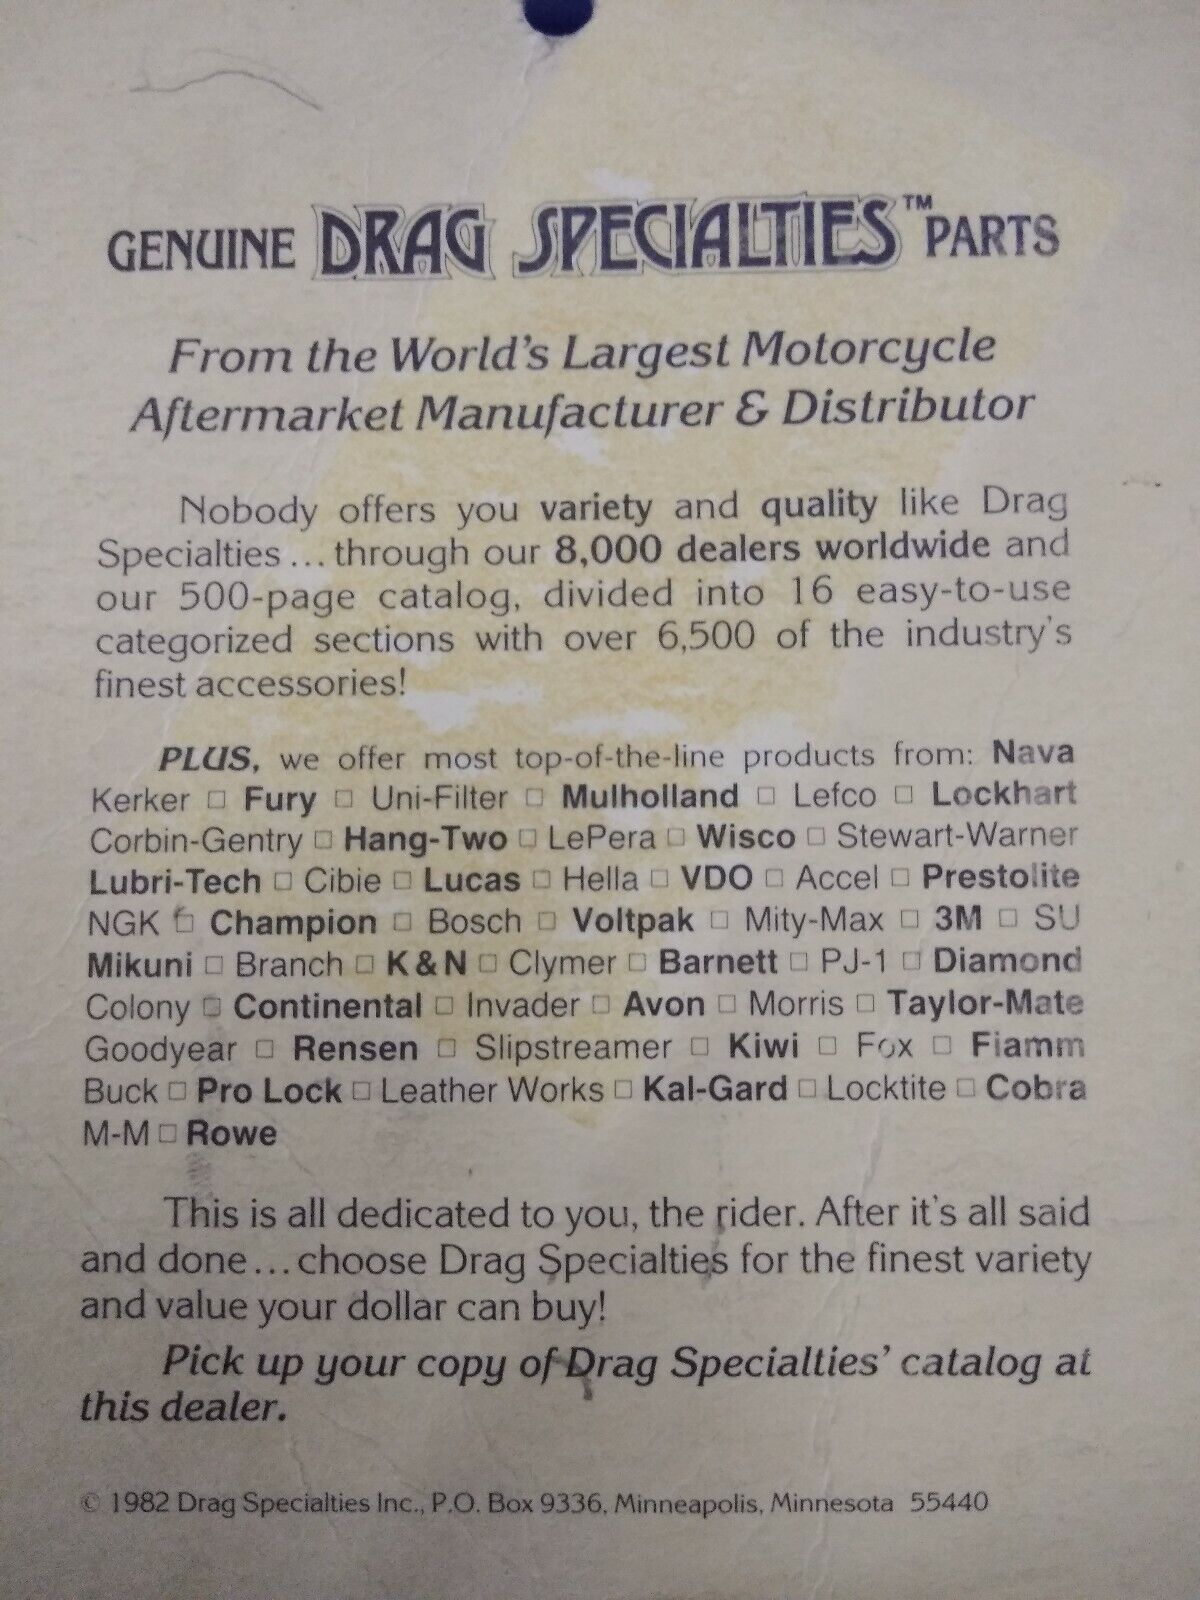 GENUINE DRAG SPECIALTIES™ PARTS
From the World's Largest Motorcycle
Aftermarket Manufacturer & Distributor
Nobody offers you variety and quality like Drag
Specialties...through our 8,000 dealers worldwide and
our 500-page catalog, divided into 16 easy-to-use
categorized sections with over 6,500 of the industry's
finest accessories!
PLUS, we offer most top-of-the-line products from: Nava
Kerker □ Fury □ Uni-Filter □ Mulholland □ Lefco □ Lockhart
Corbin-Gentry □ Hang-Two □ LePera □ Wisco □ Stewart-Warner
Lubri-Tech □ Cibie □ Lucas □ Hella □ VDO □ Accel □ Prestolite
NGK □ Champion □ Bosch □ Voltpak □ Mity-Max □ 3M □ SU
Mikuni □ Branch □ K&N □ Clymer □ Barnett □ PJ-1 □ Diamond
Colony □ Continental □ Invader □ Avon □ Morris □ Taylor-Mate
Goodyear □ Rensen □ Slipstreamer □ Kiwi □ Fox □ Fiamm
Buck □ Pro Lock □ Leather Works □ Kal-Gard □ Locktite □ Cobra
M-M □ Rowe
This is all dedicated to you, the rider. After it's all said
and done...choose Drag Specialties for the finest variety
and value your dollar can buy!
Pick up your copy of Drag Specialties' catalog at
this dealer.
© 1982 Drag Specialties Inc., P.O. Box 9336, Minneapolis, Minnesota 55440